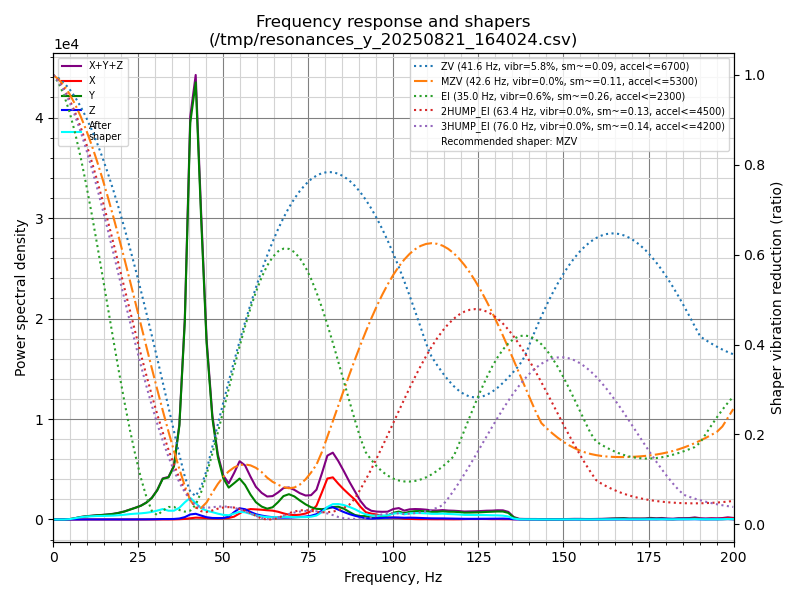 Frequency response and shapers
(/tmp/resonances_y_20250821_164024.csv)
1e4
X+Y+Z
X
Y
Z
After
shaper
ZV (41.6 Hz, vibr=5.8%, sm~=0.09, accel<=6700)
MZV (42.6 Hz, vibr=0.0%, sm~=0.11, accel<=5300)
EI (35.0 Hz, vibr=0.6%, sm~=0.26, accel<=2300)
2HUMP_EI (63.4 Hz, vibr=0.0%, sm~=0.13, accel<=4500)
3HUMP_EI (76.0 Hz, vibr=0.0%, sm~=0.14, accel<=4200)
Recommended shaper: MZV
Power spectral density
4
3
2
1
0
1.0
0.8
0.6
0.4
0.2
0.0
Shaper vibration reduction (ratio)
0 25 50 75 100 125 150 175 200
Frequency, Hz